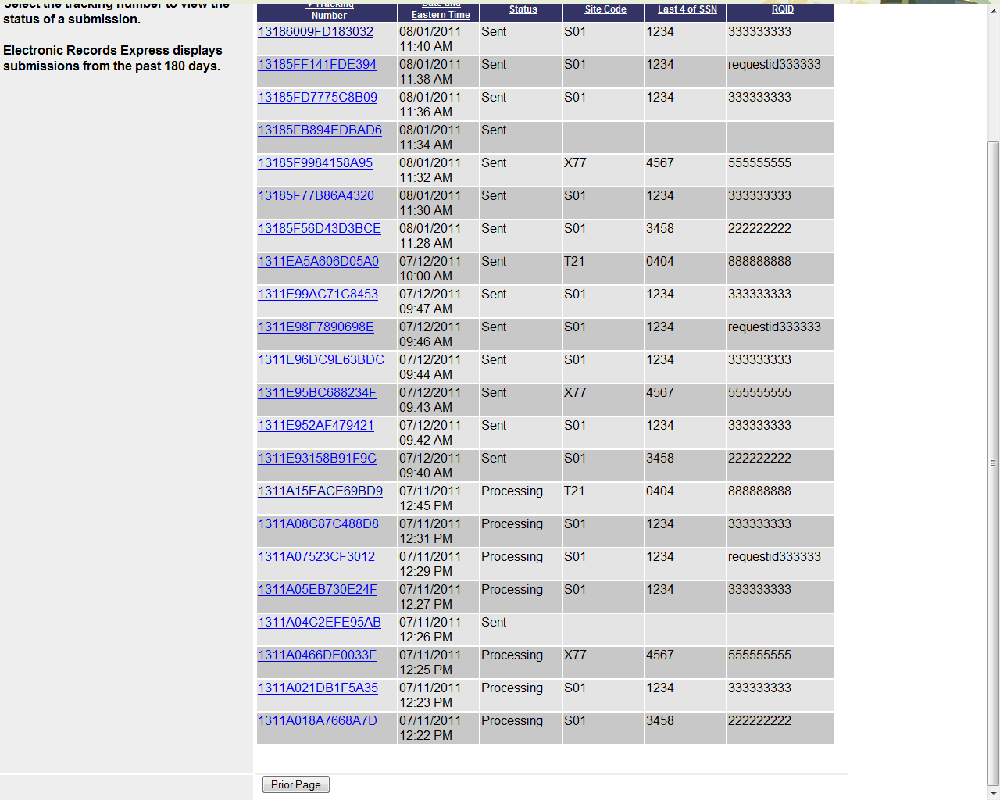 Select the tracking number to view the
status of a submission.
Electronic Records Express displays
submissions from the past 180 days.
Tracking Number Date and Eastern Time Status Site Code Last 4 of SSN RQID
13186009FD183032 08/01/2011 11:40 AM Sent S01 1234 333333333
13185FF141FDE394 08/01/2011 11:38 AM Sent S01 1234 requestid333333
13185FD7775C8B09 08/01/2011 11:36 AM Sent S01 1234 333333333
13185FB894EDBAD6 08/01/2011 11:34 AM Sent
13185F9984158A95 08/01/2011 11:32 AM Sent X77 4567 555555555
13185F77B86A4320 08/01/2011 11:30 AM Sent S01 1234 333333333
13185F56D43D3BCE 08/01/2011 11:28 AM Sent S01 3458 222222222
1311EA5A606D05A0 07/12/2011 10:00 AM Sent T21 0404 888888888
1311E99AC71C8453 07/12/2011 09:47 AM Sent S01 1234 333333333
1311E98F7890698E 07/12/2011 09:46 AM Sent S01 1234 requestid333333
1311E96DC9E63BDC 07/12/2011 09:44 AM Sent S01 1234 333333333
1311E95BC688234F 07/12/2011 09:43 AM Sent X77 4567 555555555
1311E952AF479421 07/12/2011 09:42 AM Sent S01 1234 333333333
1311E93158B91F9C 07/12/2011 09:40 AM Sent S01 3458 222222222
1311A15EACE69BD9 07/11/2011 12:45 PM Processing T21 0404 888888888
1311A08C87C488D8 07/11/2011 12:31 PM Processing S01 1234 333333333
1311A07523CF3012 07/11/2011 12:29 PM Processing S01 1234 requestid333333
1311A05EB730E24F 07/11/2011 12:27 PM Processing S01 1234 333333333
1311A04C2EFE95AB 07/11/2011 12:26 PM Sent
1311A0466DE0033F 07/11/2011 12:25 PM Processing X77 4567 555555555
1311A021DB1F5A35 07/11/2011 12:23 PM Processing S01 1234 333333333
1311A018A7668A7D 07/11/2011 12:22 PM Processing S01 3458 222222222
Prior Page